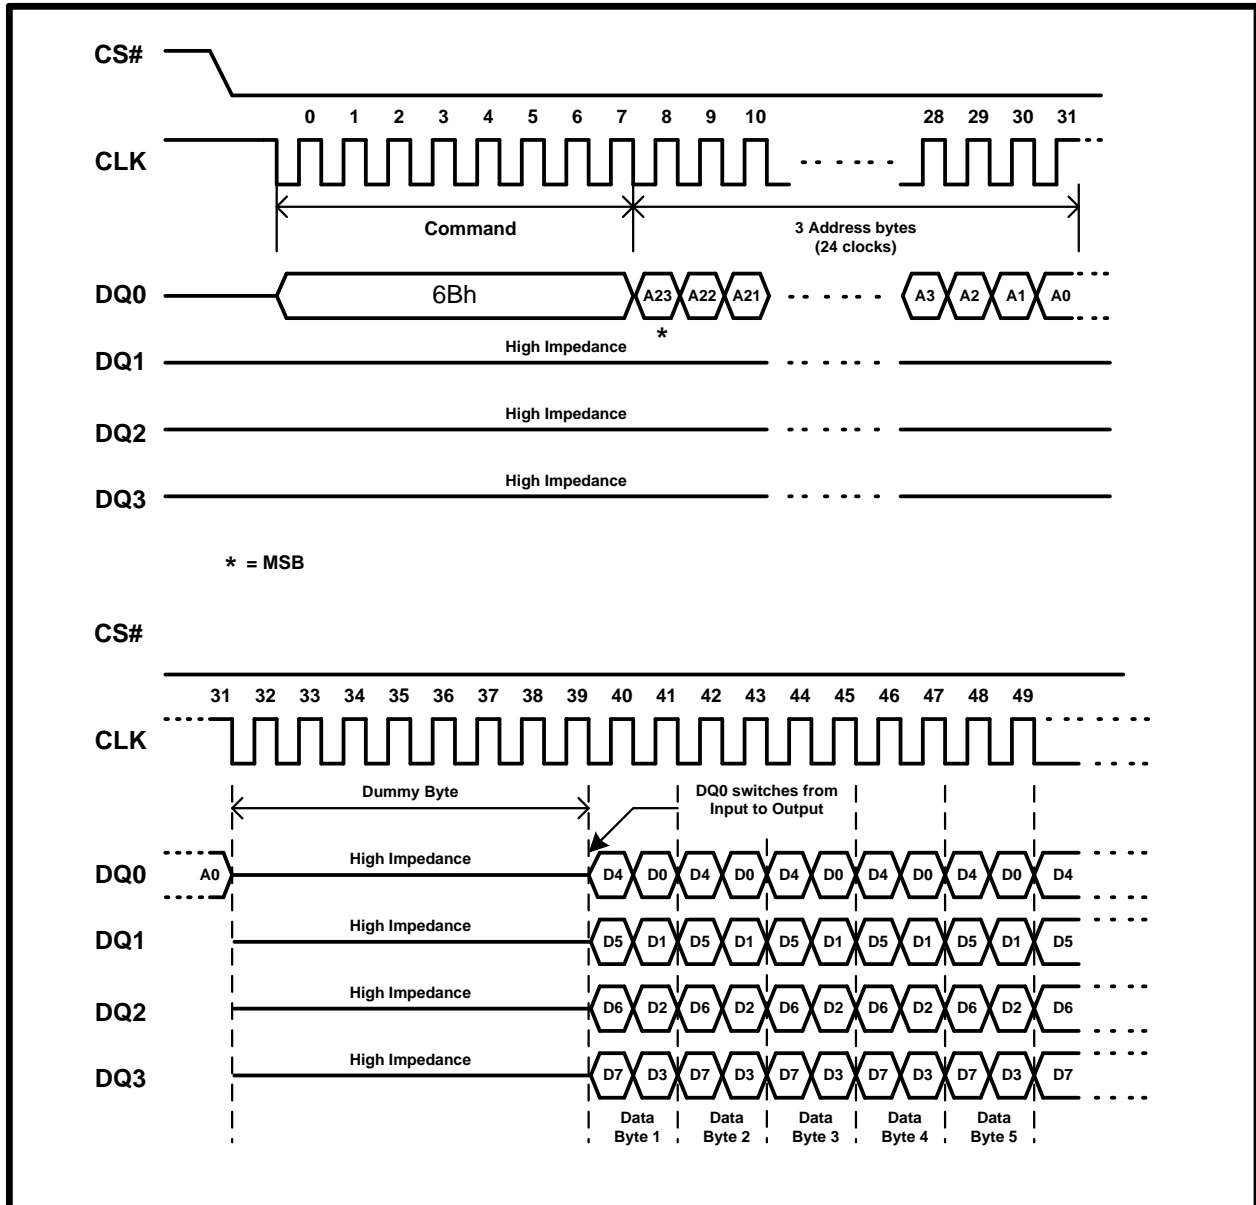 CS#
0 1 2 3 4 5 6 7 8 9 10 28 29 30 31
CLK
Command
3 Address bytes
(24 clocks)
DQ0 6Bh A23 A22 A21 A3 A2 A1 A0
*
High Impedance
DQ1
High Impedance
DQ2
High Impedance
DQ3
* = MSB
CS#
31 32 33 34 35 36 37 38 39 40 41 42 43 44 45 46 47 48 49
CLK
Dummy Byte
DQ0 switches from
Input to Output
High Impedance
DQ0 A0 D4 D0 D4 D0 D4 D0 D4 D0 D4 D0 D4
High Impedance
DQ1 D5 D1 D5 D1 D5 D1 D5 D1 D5 D1 D5
High Impedance
DQ2 D6 D2 D6 D2 D6 D2 D6 D2 D6 D2 D6
High Impedance
DQ3 D7 D3 D7 D3 D7 D3 D7 D3 D7 D3 D7
Data
Byte 1
Data
Byte 2
Data
Byte 3
Data
Byte 4
Data
Byte 5